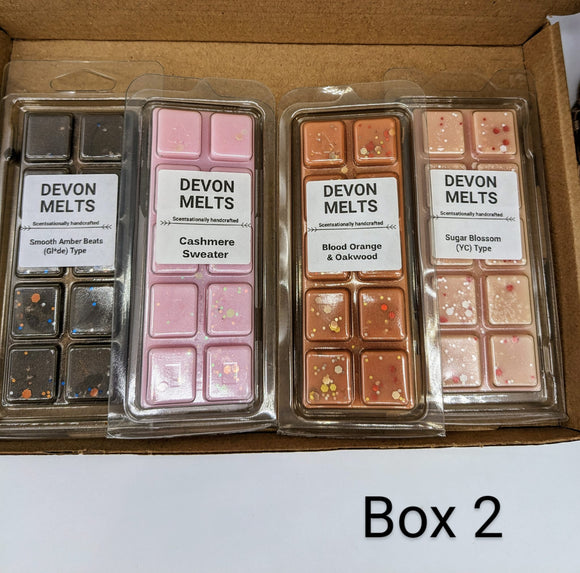 DEVON
MELTS
Scentsationally handcrafted
Smooth Amber Beats
(Gl*de) Type
DEVON
MELTS
Scentsationally handcrafted
Cashmere
Sweater
DEVON
MELTS
Scentsationally handcrafted
Blood Orange
& Oakwood
DEVON
MELTS
Scentsationally handcrafted
Sugar Blossom
(YC) Type
Box 2